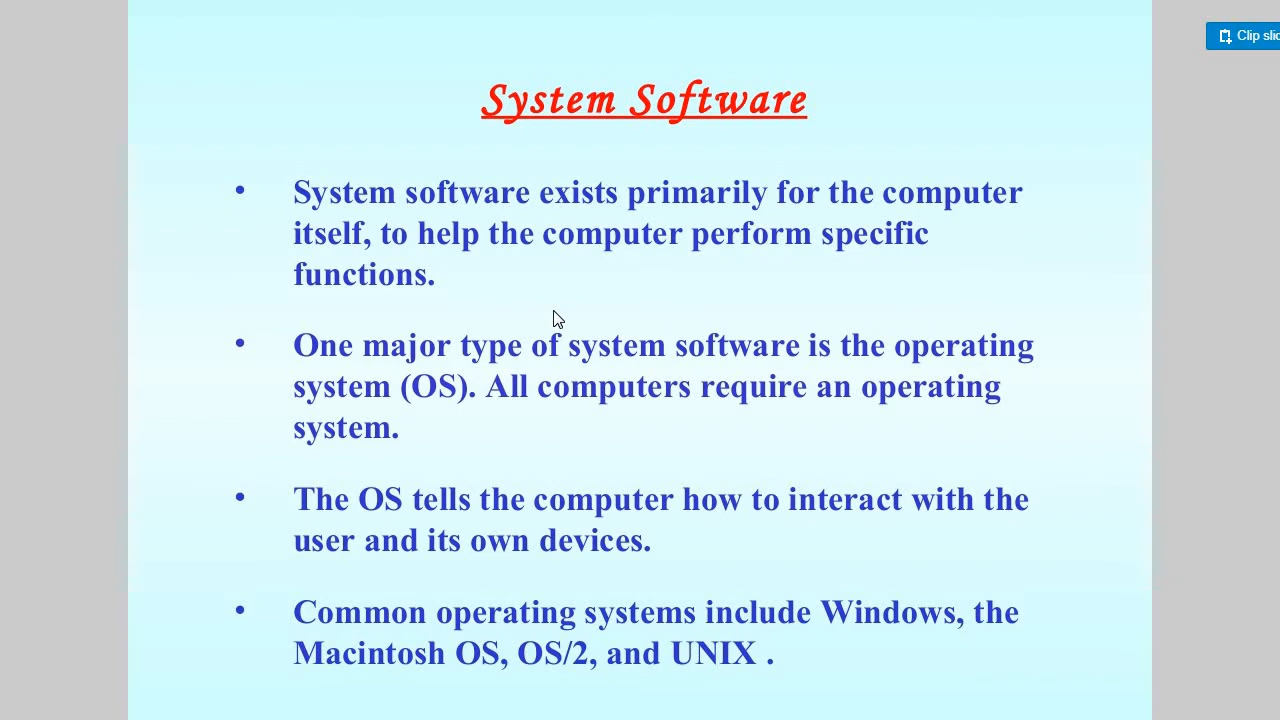 Clip slid
System Software
• System software exists primarily for the computer
itself, to help the computer perform specific
functions.
• One major type of system software is the operating
system (OS). All computers require an operating
system.
• The OS tells the computer how to interact with the
user and its own devices.
• Common operating systems include Windows, the
Macintosh OS, OS/2, and UNIX .